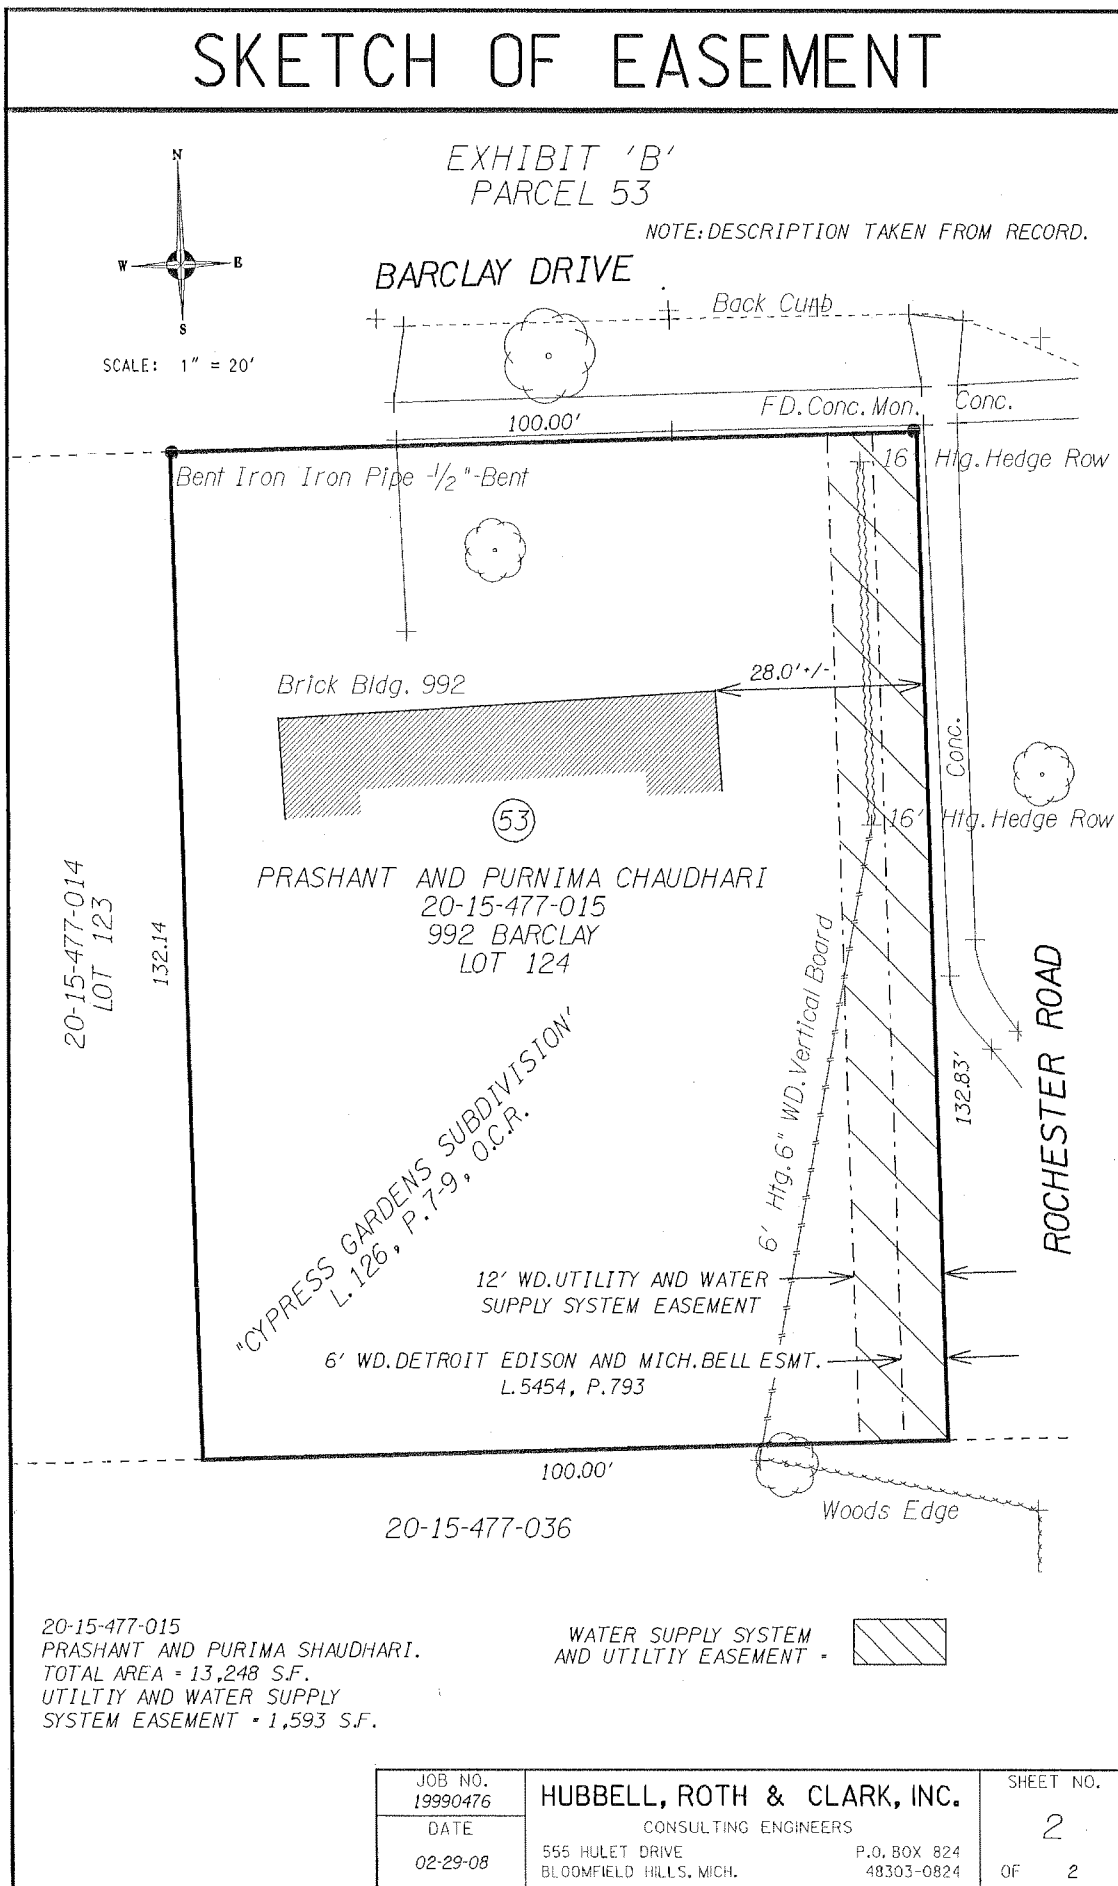 SKETCH OF EASEMENT
EXHIBIT 'B'
PARCEL 53
NOTE: DESCRIPTION TAKEN FROM RECORD.
N
W E
S
SCALE: 1" = 20'
BARCLAY DRIVE
Back Curb
FD. Conc. Mon.
Conc.
100.00'
Bent Iron Iron Pipe -1/2"-Bent
16' Htg. Hedge Row
Brick Bldg. 992
28.0'+/-
Conc.
53
16' Htg. Hedge Row
PRASHANT AND PURNIMA CHAUDHARI
20-15-477-015
992 BARCLAY
LOT 124
20-15-477-014
LOT 123
132.14
6' Htg. 6" WD. Vertical Board
132.83'
ROCHESTER ROAD
"CYPRESS GARDENS SUBDIVISION'
L. 126, P. 7-9, O.C.R.
12' WD. UTILITY AND WATER
SUPPLY SYSTEM EASEMENT
6' WD. DETROIT EDISON AND MICH. BELL ESMT.
L. 5454, P. 793
100.00'
Woods Edge
20-15-477-036
20-15-477-015
PRASHANT AND PURIMA SHAUDHARI.
TOTAL AREA = 13,248 S.F.
UTILTIY AND WATER SUPPLY
SYSTEM EASEMENT = 1,593 S.F.
WATER SUPPLY SYSTEM
AND UTILTIY EASEMENT =
JOB NO.
19990476
DATE
02-29-08
HUBBELL, ROTH & CLARK, INC.
CONSULTING ENGINEERS
555 HULET DRIVE P.O. BOX 824
BLOOMFIELD HILLS, MICH. 48303-0824
SHEET NO.
2
OF 2